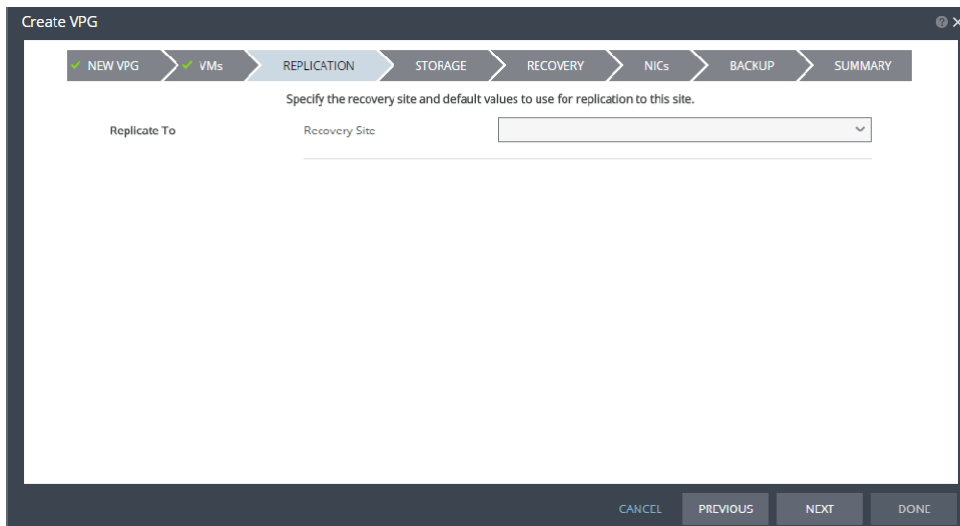 Create VPG
NEW VPG VMs REPLICATION STORAGE RECOVERY NICs BACKUP SUMMARY
Specify the recovery site and default values to use for replication to this site.
Replicate To Recovery Site
CANCEL PREVIOUS NEXT DONE